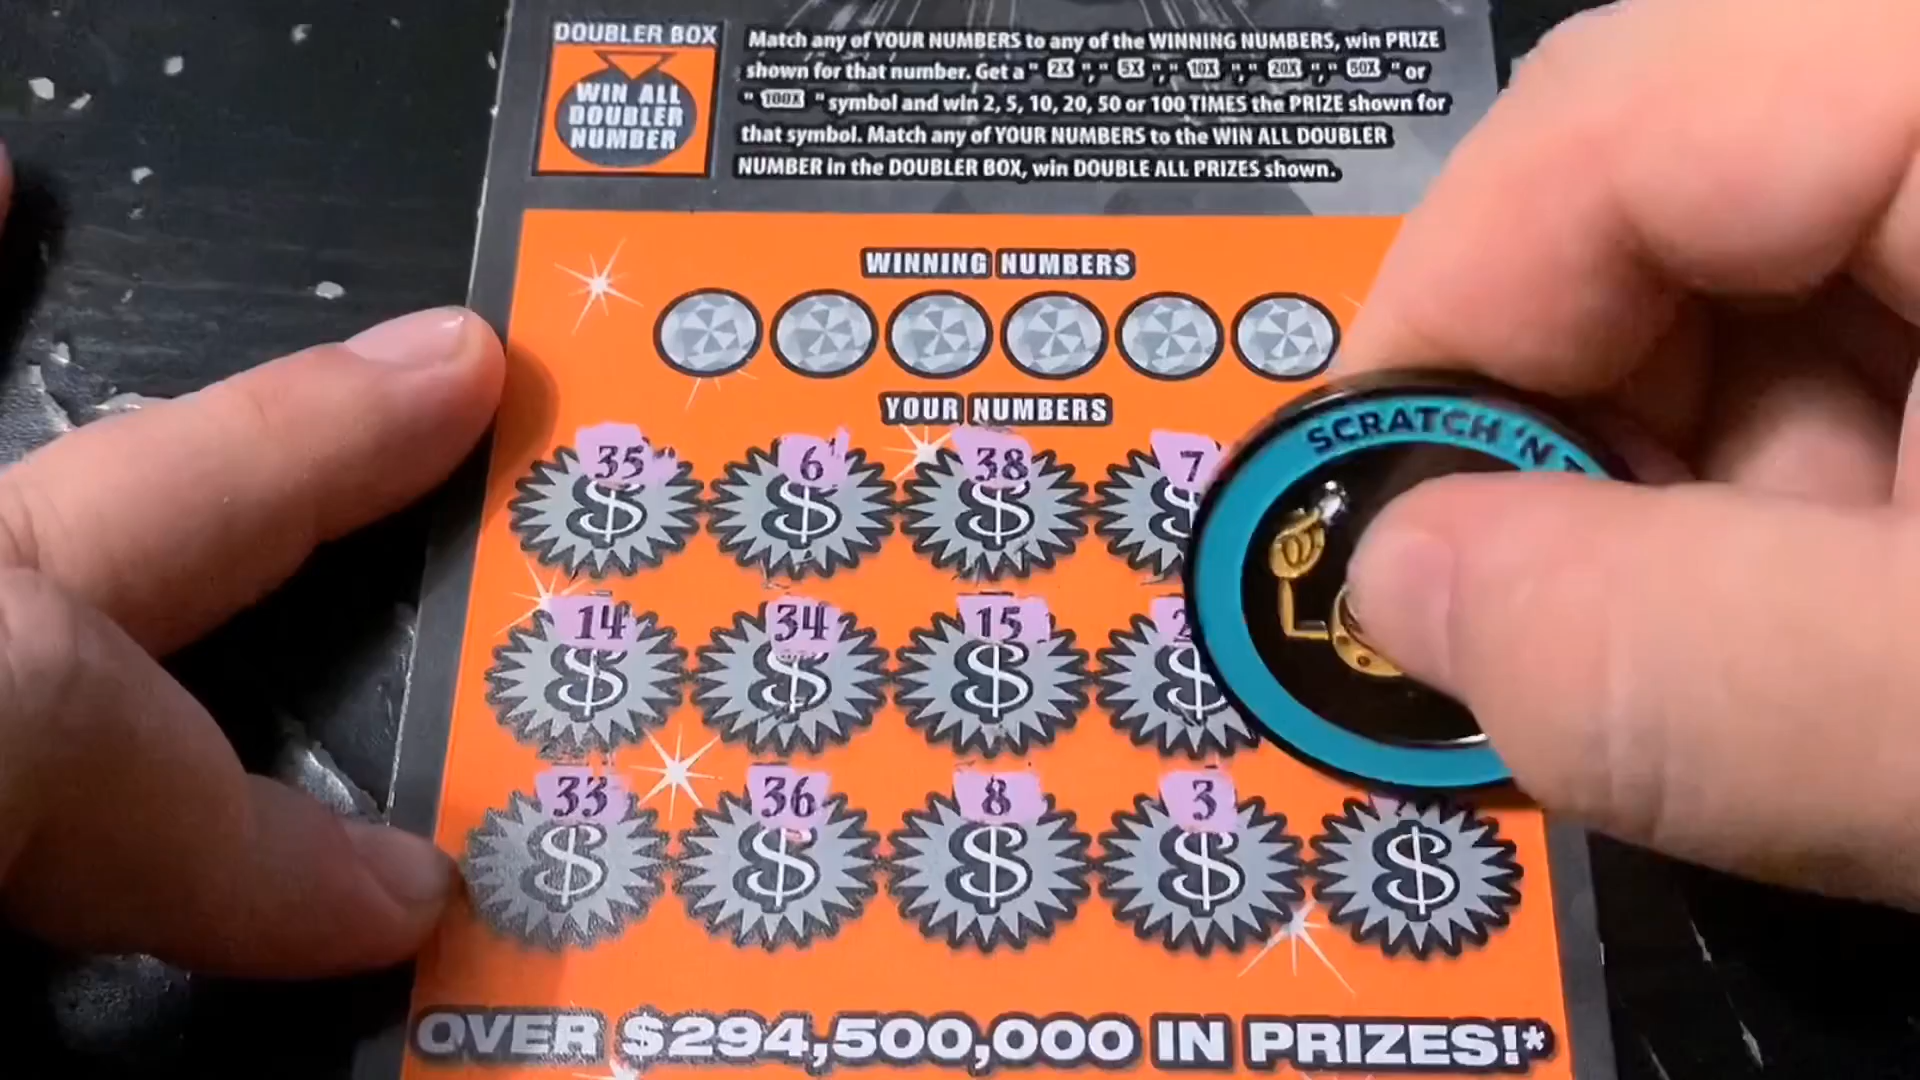 DOUBLER BOX
WIN ALL
DOUBLER
NUMBER
Match any of YOUR NUMBERS to any of the WINNING NUMBERS, win PRIZE
shown for that number. Get a " 2X ", " 5X ", " 10X ", " 20X ", " 50X " or
" 100X " symbol and win 2, 5, 10, 20, 50 or 100 TIMES the PRIZE shown for
that symbol. Match any of YOUR NUMBERS to the WIN ALL DOUBLER
NUMBER in the DOUBLER BOX, win DOUBLE ALL PRIZES shown.
WINNING NUMBERS
YOUR NUMBERS
35 6 38 7
$ $ $ $
14 34 15
$ $ $ $
33 36 8 3
$ $ $ $ $
SCRATCH 'N
OVER $294,500,000 IN PRIZES!*